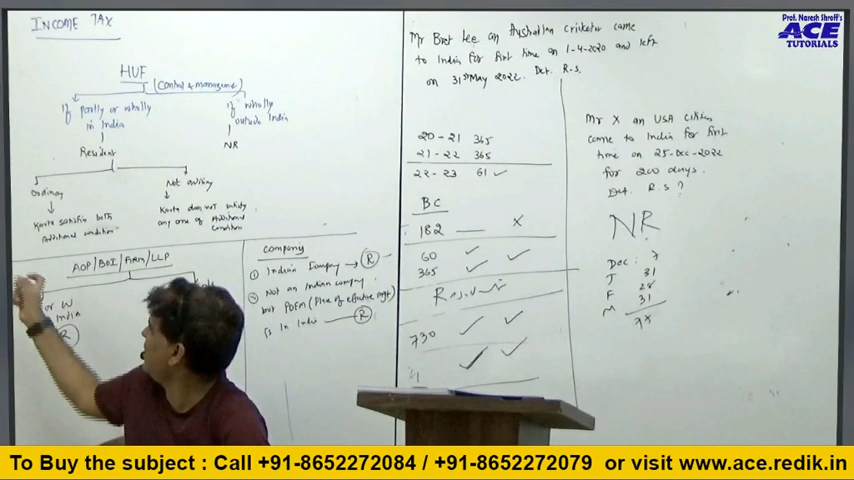 INCOME TAX
HUF
(Control & management)
If partly or wholly
in India
Resident
If wholly
outside India
NR
Ordinary
Karta satisfies both
Additional condition
Not ordinary
Karta does not satisfy
any one of Additional
Condition
AOP/BOI/Firm/LLP
or W
India
R
Company
① Indian Company → R
② Not an Indian company
but POEM (Place of effective mgt)
is in India → R
Mr Bret Lee an Australian cricketer came
to India for first time on 1-4-2020 and left
on 31st May 2022. Det. R.S.
20-21 365
21-22 365
22-23 61 ✓
BC
182 — X
60 ✓ ✓
365 ✓ ✓
730 ✓ ✓
Mr X an USA citizen
came to India for first
time on 25-Dec-2022
for 200 days.
Det. R.S?
NR
Dec: 7
J 31
F 28
M 31
Prof. Naresh Shroff's
ACE
TUTORIALS
To Buy the subject : Call +91-8652272084 / +91-8652272079 or visit www.ace.redik.in